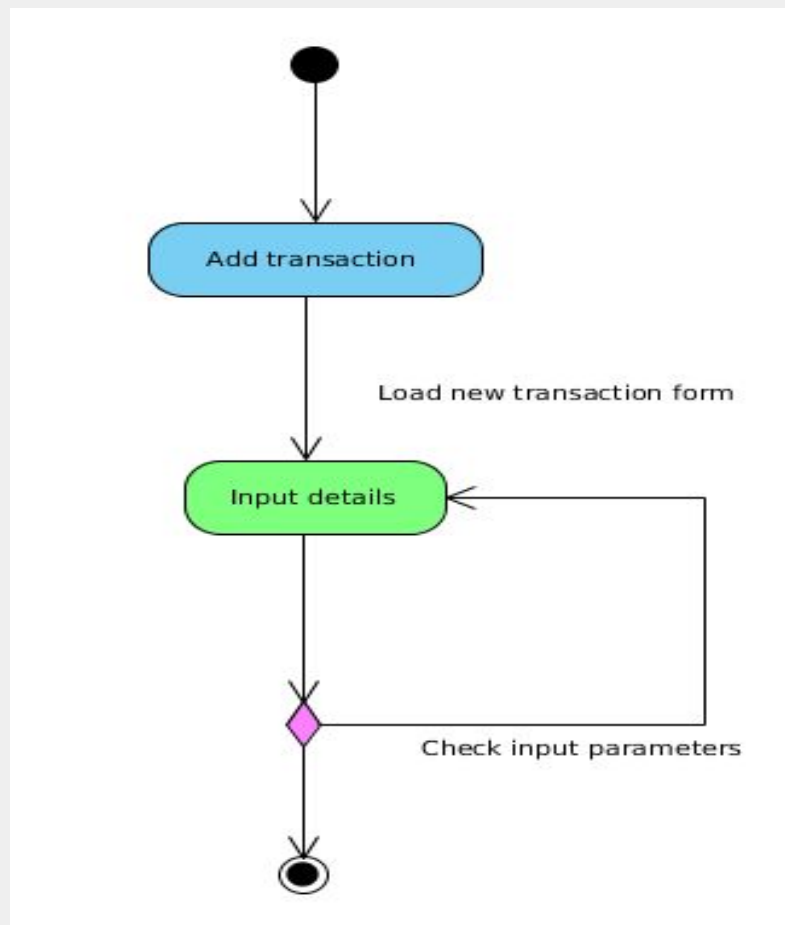 Add transaction
Load new transaction form
Input details
Check input parameters